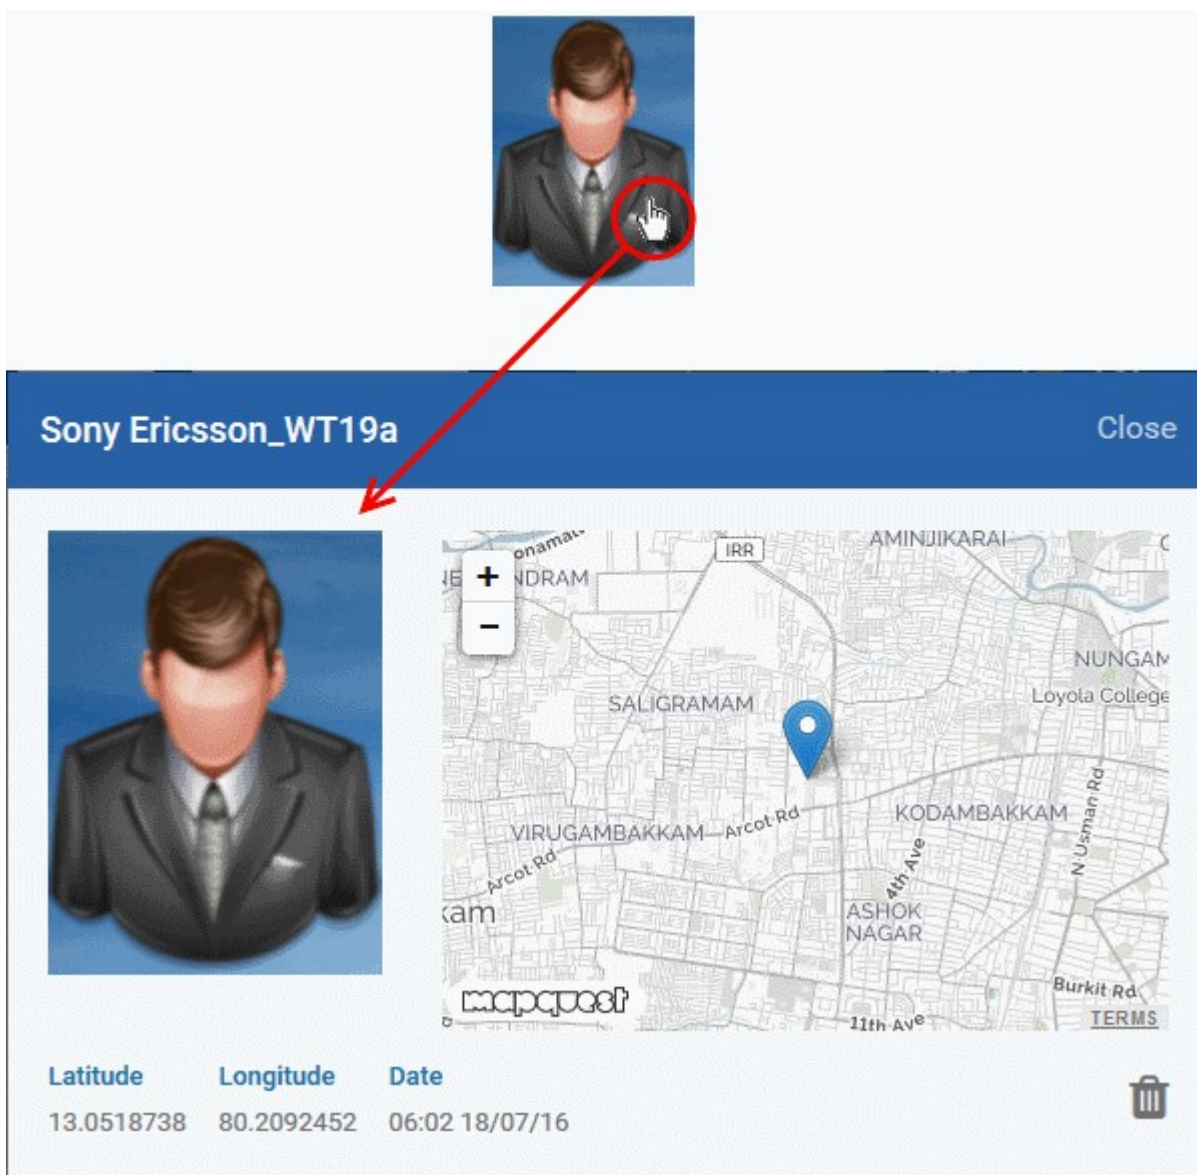 Sony Ericsson_WT19a
Close
IRR
AMINJIKARAI
NDRAM
+
−
NUNGAM
Loyola College
SALIGRAMAM
KODAMBAKKAM
N Usman Rd
VIRUGAMBAKKAM
Arcot Rd
Arcot Rd
4th Ave
kam
ASHOK
NAGAR
Burkit Rd
mapquest
11th Ave
TERMS
Latitude Longitude Date
13.0518738 80.2092452 06:02 18/07/16